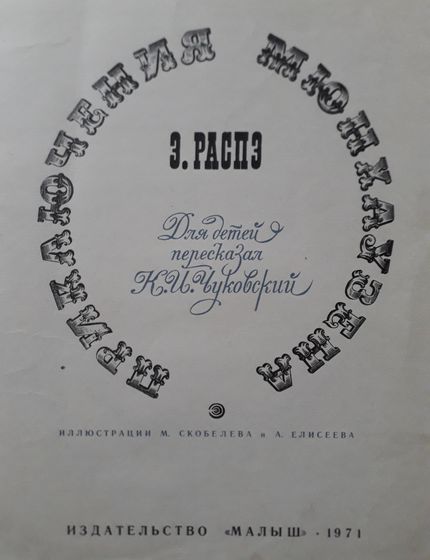 ПРИКЛЮЧЕНИЯ МЮНХАУЗЕНА
Э. РАСПЭ
Для детей
пересказал
К.И.Чуковский
ИЛЛЮСТРАЦИИ М. СКОБЕЛЕВА и А. ЕЛИСЕЕВА
ИЗДАТЕЛЬСТВО «МАЛЫШ» · 1971